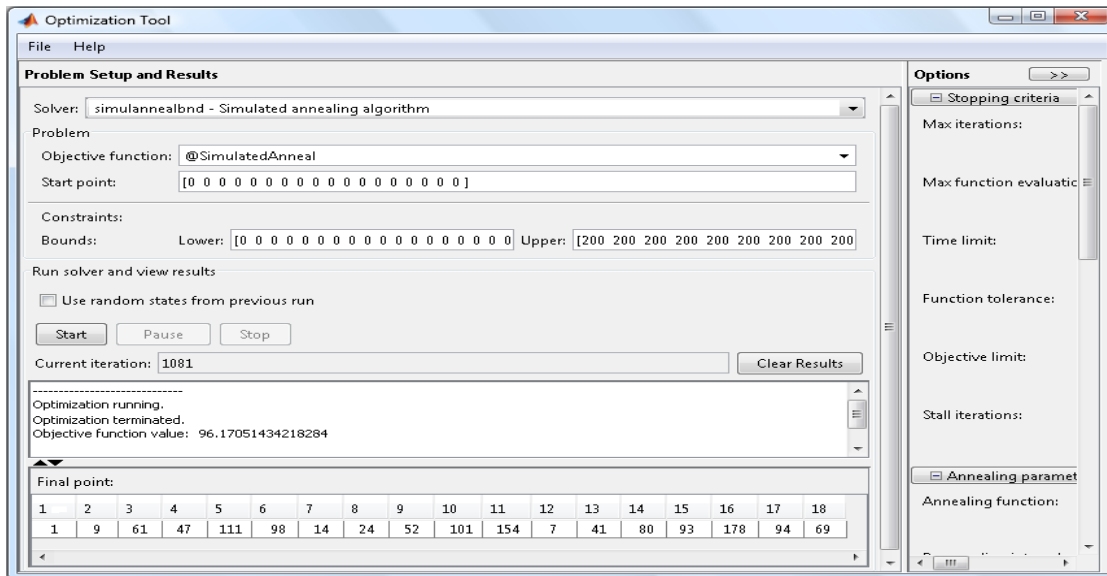 Optimization Tool
File Help
Problem Setup and Results
Solver: simulannealbnd - Simulated annealing algorithm
Problem
Objective function: @SimulatedAnneal
Start point: [0 0 0 0 0 0 0 0 0 0 0 0 0 0 0 0 0 0 ]
Constraints:
Bounds: Lower: [0 0 0 0 0 0 0 0 0 0 0 0 0 0 0 0 0 0 Upper: [200 200 200 200 200 200 200 200 200
Run solver and view results
Use random states from previous run
Start Pause Stop
Current iteration: 1081 Clear Results
-----------------------------
Optimization running.
Optimization terminated.
Objective function value: 96.17051434218284
Final point:
1 2 3 4 5 6 7 8 9 10 11 12 13 14 15 16 17 18
1 9 61 47 111 98 14 24 52 101 154 7 41 80 93 178 94 69
Options >>
Stopping criteria
Max iterations:
Max function evaluatic
Time limit:
Function tolerance:
Objective limit:
Stall iterations:
Annealing paramet
Annealing function: